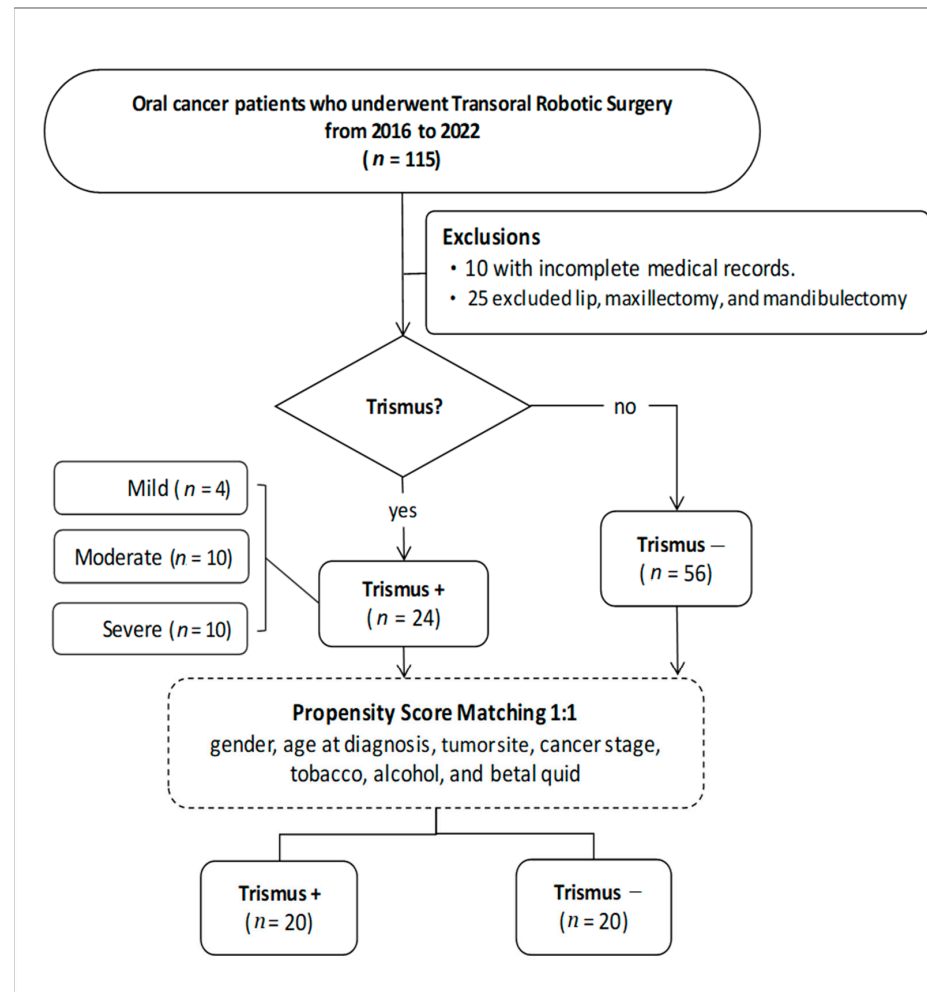 Oral cancer patients who underwent Transoral Robotic Surgery
from 2016 to 2022
( n = 115)
Exclusions
• 10 with incomplete medical records.
• 25 excluded lip, maxillectomy, and mandibulectomy
Trismus?
no
yes
Mild ( n = 4)
Moderate (n = 10)
Severe (n = 10)
Trismus +
( n = 24)
Trismus −
( n = 56)
Propensity Score Matching 1:1
gender, age at diagnosis, tumor site, cancer stage,
tobacco, alcohol, and betal quid
Trismus +
(n = 20)
Trismus −
(n = 20)